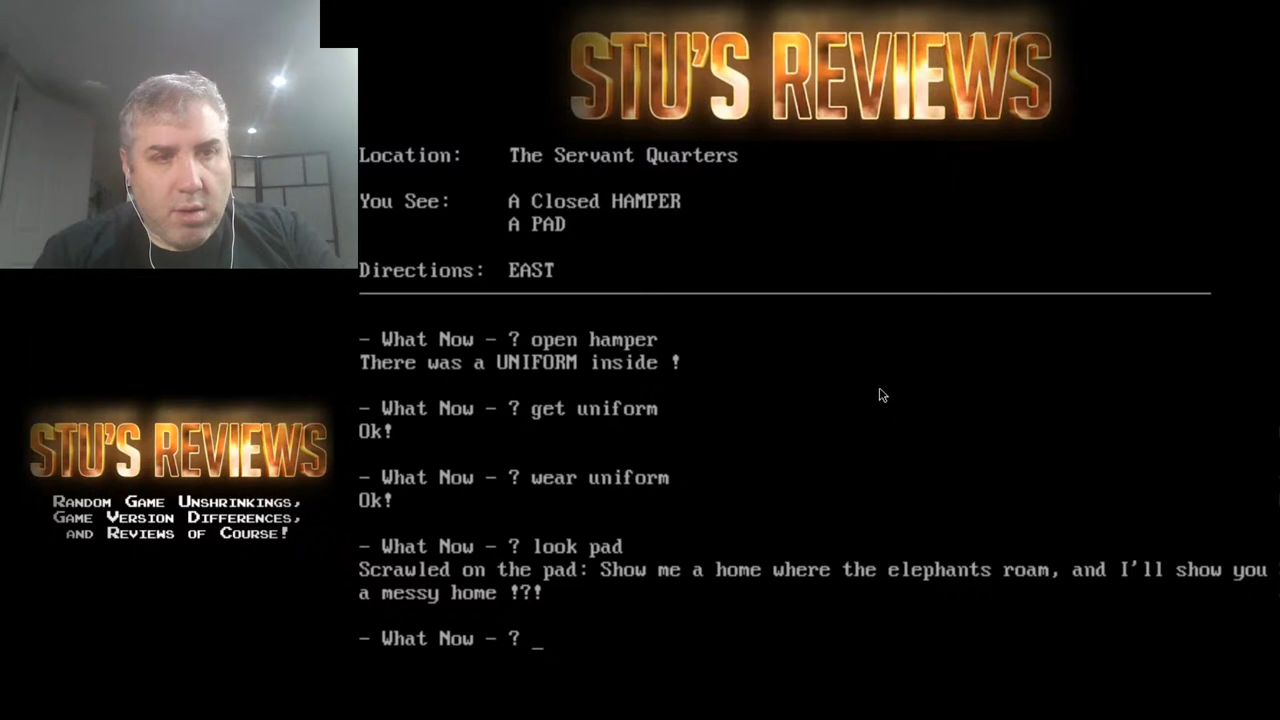 STU'S REVIEWS
Location: The Servant Quarters
You See: A Closed HAMPER
A PAD
Directions: EAST
- What Now - ? open hamper
There was a UNIFORM inside !
- What Now - ? get uniform
Ok!
- What Now - ? wear uniform
Ok!
- What Now - ? look pad
Scrawled on the pad: Show me a home where the elephants roam, and I'll show you
a messy home !?!
- What Now - ? _
STU'S REVIEWS
RANDOM GAME UNSHRINKINGS,
GAME VERSION DIFFERENCES,
AND REVIEWS OF COURSE!